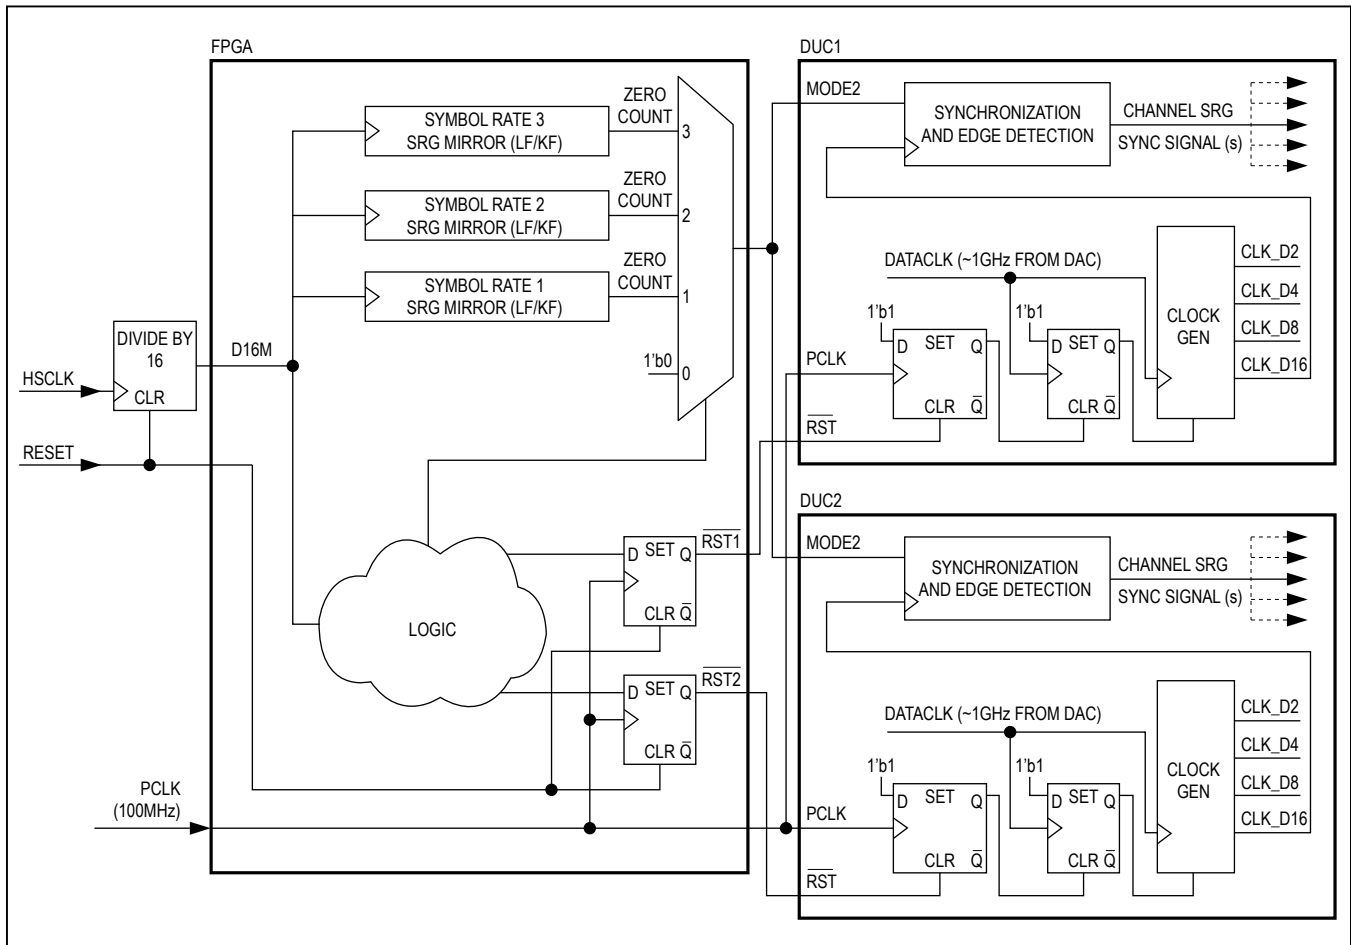 FPGA
ZERO
COUNT
SYMBOL RATE 3
SRG MIRROR (LF/KF)
3
ZERO
COUNT
SYMBOL RATE 2
SRG MIRROR (LF/KF)
2
ZERO
COUNT
SYMBOL RATE 1
SRG MIRROR (LF/KF)
1
1'b0
0
DIVIDE BY
16
CLR
D16M
HSCLK
RESET
LOGIC
D SET Q
CLR Q̅
R̅S̅T̅1̅
D SET Q
CLR Q̅
R̅S̅T̅2̅
PCLK
(100MHz)
DUC1
MODE2
SYNCHRONIZATION
AND EDGE DETECTION
CHANNEL SRG
SYNC SIGNAL (s)
DATACLK (~1GHz FROM DAC)
1'b1
D SET Q
CLR Q̅
1'b1
D SET Q
CLR Q̅
CLOCK
GEN
CLK_D2
CLK_D4
CLK_D8
CLK_D16
PCLK
R̅S̅T̅
DUC2
MODE2
SYNCHRONIZATION
AND EDGE DETECTION
CHANNEL SRG
SYNC SIGNAL (s)
DATACLK (~1GHz FROM DAC)
1'b1
D SET Q
CLR Q̅
1'b1
D SET Q
CLR Q̅
CLOCK
GEN
CLK_D2
CLK_D4
CLK_D8
CLK_D16
PCLK
R̅S̅T̅